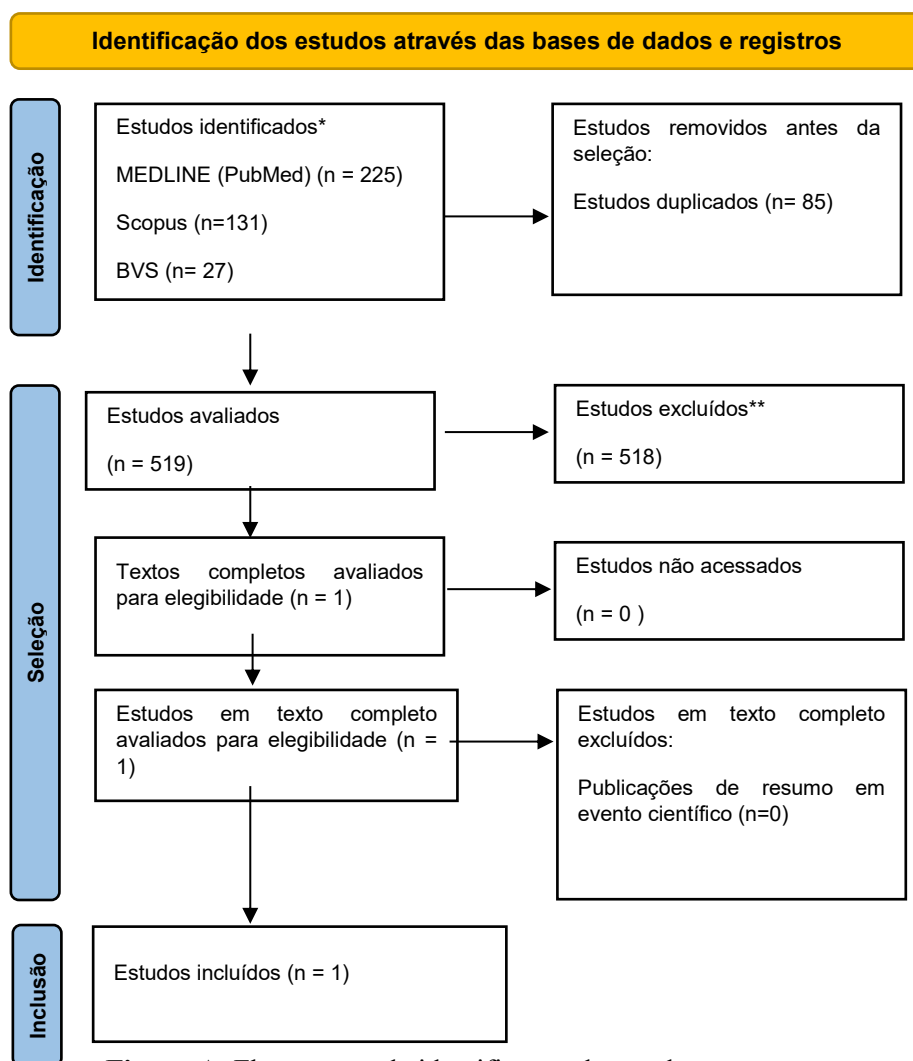 Identificação dos estudos através das bases de dados e registros
Identificação
Estudos identificados*
MEDLINE (PubMed) (n = 225)
Scopus (n=131)
BVS (n= 27)
Estudos removidos antes da
seleção:
Estudos duplicados (n= 85)
Seleção
Estudos avaliados
(n = 519)
Estudos excluídos**
(n = 518)
Textos completos avaliados
para elegibilidade (n = 1)
Estudos não acessados
(n = 0 )
Estudos em texto completo
avaliados para elegibilidade (n =
1)
Estudos em texto completo
excluídos:
Publicações de resumo em
evento científico (n=0)
Inclusão
Estudos incluídos (n = 1)